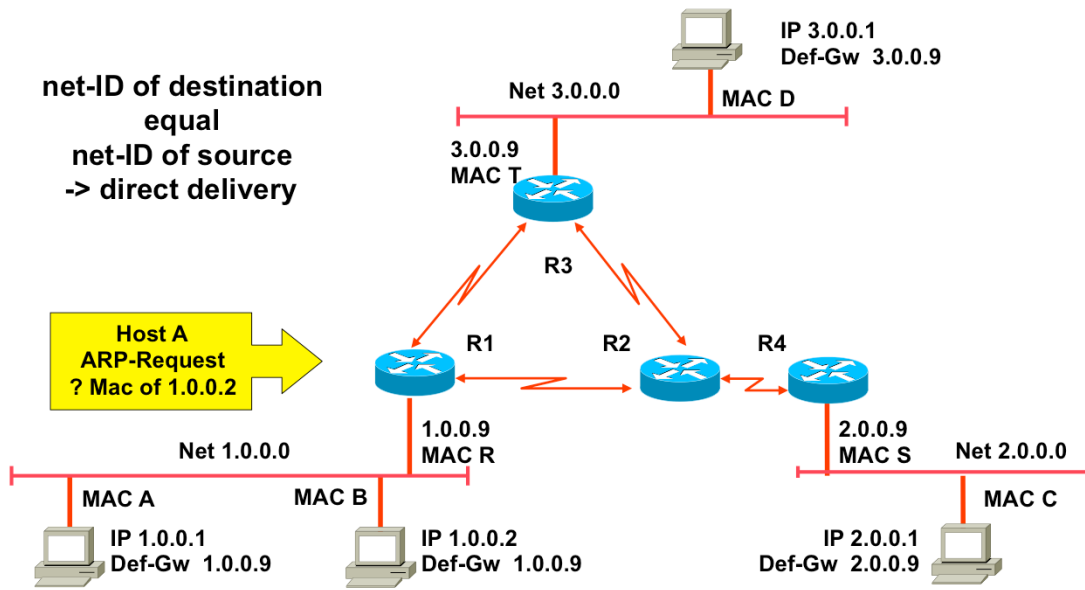 net-ID of destination
equal
net-ID of source
-> direct delivery
IP 3.0.0.1
Def-Gw  3.0.0.9
Net 3.0.0.0
MAC D
3.0.0.9
MAC T
R3
Host A
ARP-Request
? Mac of 1.0.0.2
R1
R2
R4
1.0.0.9
MAC R
2.0.0.9
MAC S
Net 1.0.0.0
Net 2.0.0.0
MAC A
MAC B
MAC C
IP 1.0.0.1
Def-Gw  1.0.0.9
IP 1.0.0.2
Def-Gw  1.0.0.9
IP 2.0.0.1
Def-Gw  2.0.0.9